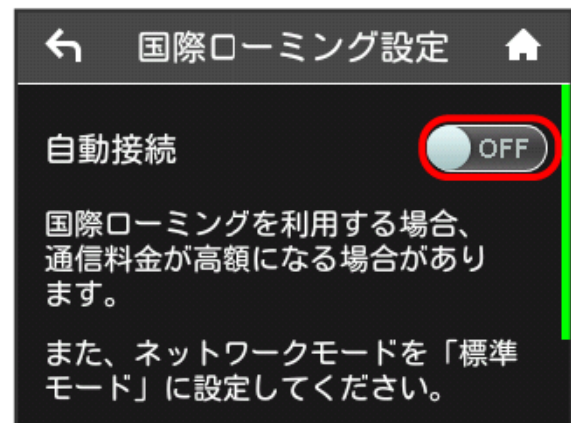 国際ローミング設定
自動接続 OFF
国際ローミングを利用する場合、
通信料金が高額になる場合があり
ます。
また、ネットワークモードを「標準
モード」に設定してください。